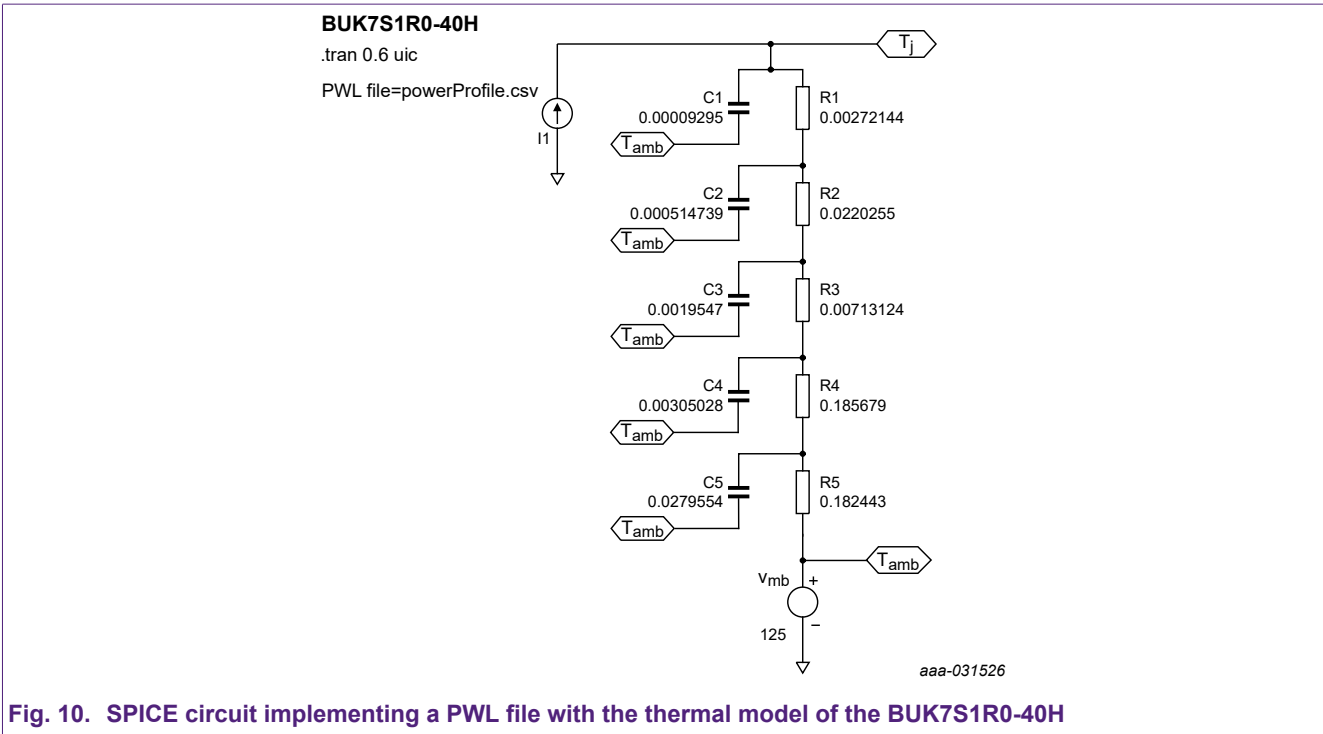 BUK7S1R0-40H
.tran 0.6 uic
PWL file=powerProfile.csv
I1
Tj
C1
0.00009295
R1
0.00272144
Tamb
C2
0.000514739
R2
0.0220255
Tamb
C3
0.0019547
R3
0.00713124
Tamb
C4
0.00305028
R4
0.185679
Tamb
C5
0.0279554
R5
0.182443
Tamb
Tamb
vmb
+
125
–
aaa-031526
Fig. 10. SPICE circuit implementing a PWL file with the thermal model of the BUK7S1R0-40H